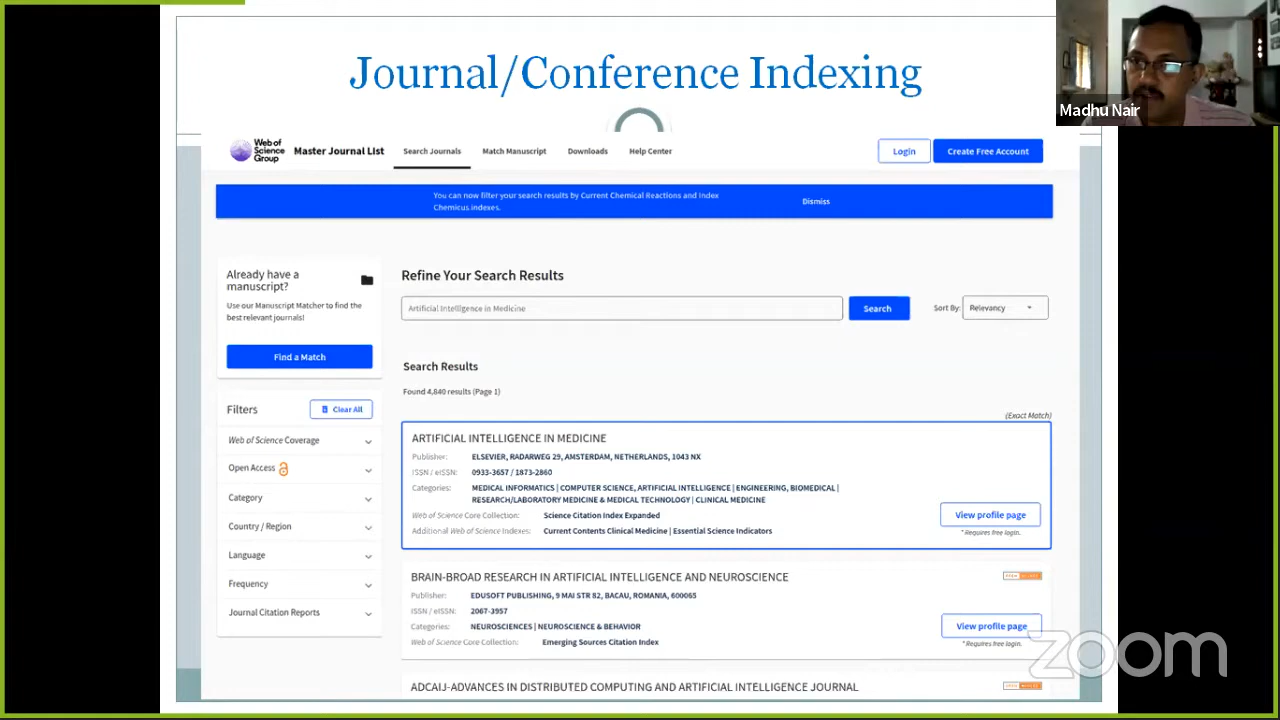 Journal/Conference Indexing
Madhu Nair
Web of
Science
Group
Master Journal List
Search Journals
Match Manuscript
Downloads
Help Center
Login
Create Free Account
You can now filter your search results by Current Chemical Reactions and Index
Chemicus indexes.
Dismiss
Already have a
manuscript?
Use our Manuscript Matcher to find the
best relevant journals!
Find a Match
Filters
Clear All
Web of Science Coverage
Open Access
Category
Country / Region
Language
Frequency
Journal Citation Reports
Refine Your Search Results
Artificial Intelligence in Medicine
Search
Sort By:
Relevancy
Search Results
Found 4,840 results (Page 1)
(Exact Match)
ARTIFICIAL INTELLIGENCE IN MEDICINE
Publisher: ELSEVIER, RADARWEG 29, AMSTERDAM, NETHERLANDS, 1043 NX
ISSN / eISSN: 0933-3657 / 1873-2860
Categories: MEDICAL INFORMATICS | COMPUTER SCIENCE, ARTIFICIAL INTELLIGENCE | ENGINEERING, BIOMEDICAL |
RESEARCH/LABORATORY MEDICINE & MEDICAL TECHNOLOGY | CLINICAL MEDICINE
Web of Science Core Collection: Science Citation Index Expanded
Additional Web of Science Indexes: Current Contents Clinical Medicine | Essential Science Indicators
View profile page
* Requires free login.
BRAIN-BROAD RESEARCH IN ARTIFICIAL INTELLIGENCE AND NEUROSCIENCE
Publisher: EDUSOFT PUBLISHING, 9 MAI STR 82, BACAU, ROMANIA, 600065
ISSN / eISSN: 2067-3957
Categories: NEUROSCIENCES | NEUROSCIENCE & BEHAVIOR
Web of Science Core Collection: Emerging Sources Citation Index
View profile page
* Requires free login.
ADCAIJ-ADVANCES IN DISTRIBUTED COMPUTING AND ARTIFICIAL INTELLIGENCE JOURNAL
zoom